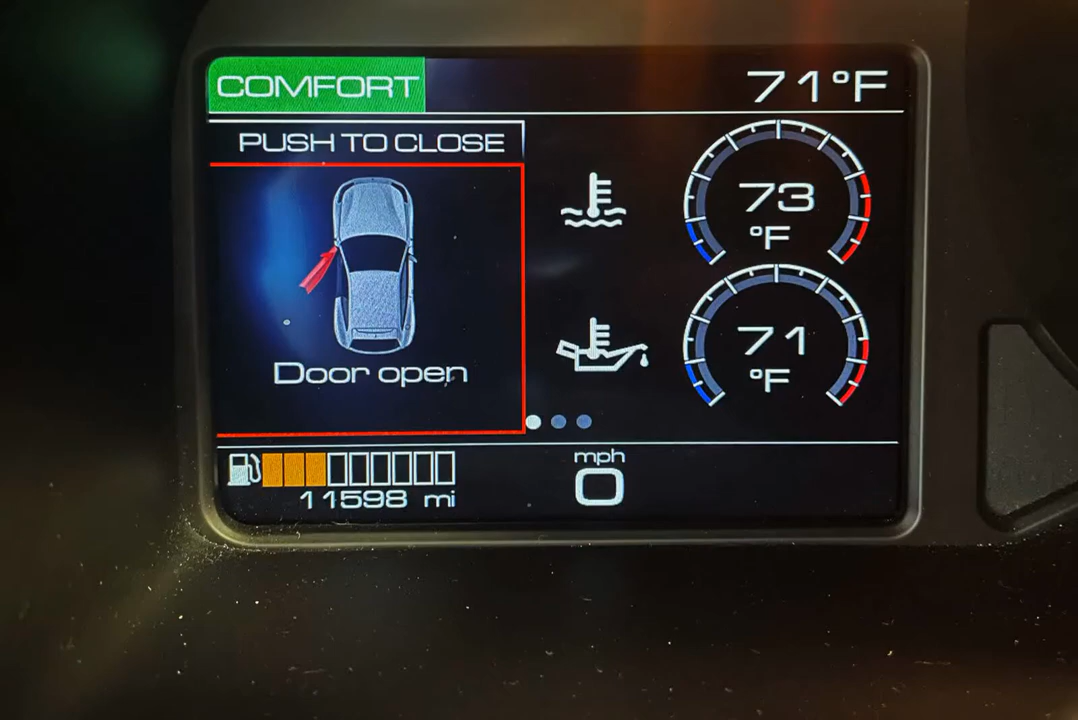 COMFORT
71°F
PUSH TO CLOSE
73
°F
71
°F
Door open
mph
0
11598 mi